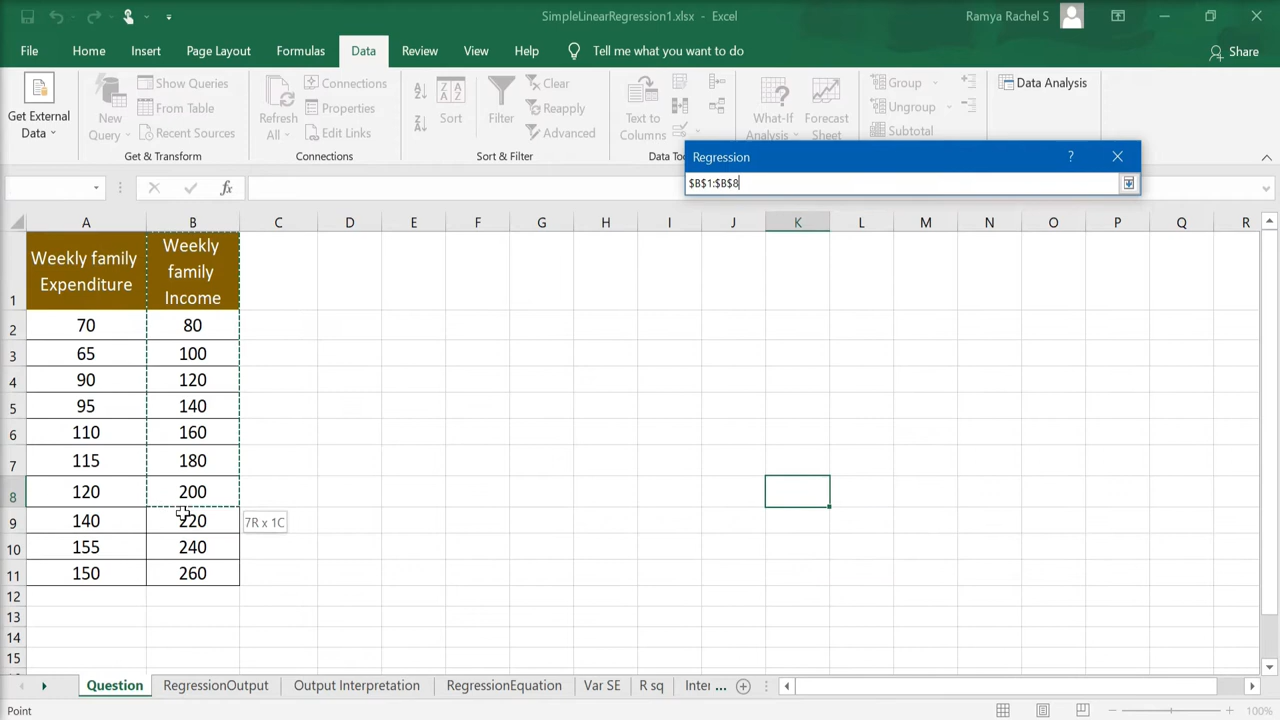 SimpleLinearRegression1.xlsx - Excel
Ramya Rachel S
File Home Insert Page Layout Formulas Data Review View Help Tell me what you want to do Share
Get External Data
New Query
Show Queries
From Table
Recent Sources
Get & Transform
Refresh All
Connections
Properties
Edit Links
Connections
Sort
Filter
Clear
Reapply
Advanced
Sort & Filter
Text to Columns
Data Too
What-If Analysis
Forecast Sheet
Group
Ungroup
Subtotal
Data Analysis
Regression ?
$B$1:$B$8
A B C D E F G H I J K L M N O P Q R
1 Weekly family Expenditure Weekly family Income
2 70 80
3 65 100
4 90 120
5 95 140
6 110 160
7 115 180
8 120 200
9 140 220
7R x 1C
10 155 240
11 150 260
12
13
14
15
Question RegressionOutput Output Interpretation RegressionEquation Var SE R sq Inter ...
Point
100%